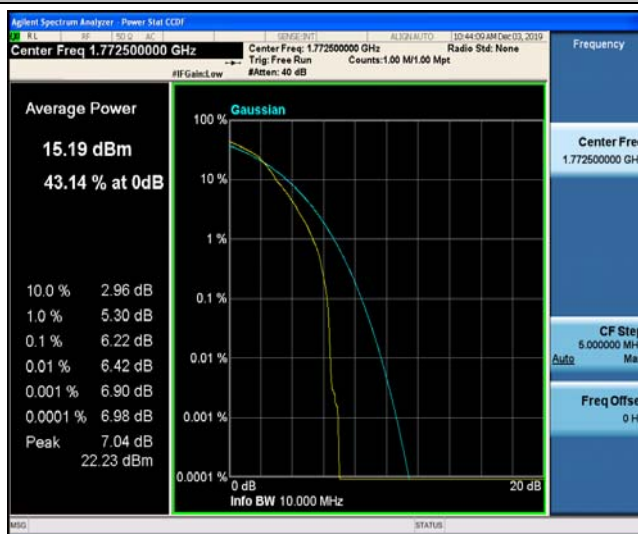 Agilent Spectrum Analyzer - Power Stat CCDF
RL RF 50 Ω AC SENSE:INT ALIGNAUTO 10:44:09 AM Dec 03, 2019
Center Freq 1.772500000 GHz
Center Freq: 1.772500000 GHz Radio Std: None
Trig: Free Run Counts:1.00 M/1.00 Mpt
#IFGain:Low #Atten: 40 dB
Frequency
Average Power
15.19 dBm
43.14 % at 0dB
10.0 % 2.96 dB
1.0 % 5.30 dB
0.1 % 6.22 dB
0.01 % 6.42 dB
0.001 % 6.90 dB
0.0001 % 6.98 dB
Peak 7.04 dB
22.23 dBm
Gaussian
100 %
10 %
1 %
0.1 %
0.01 %
0.001 %
0.0001 %
0 dB 20 dB
Info BW 10.000 MHz
Center Fre
1.772500000 GH
CF Ste
5.000000 MH
Auto Ma
Freq Offse
0 H
MSG STATUS